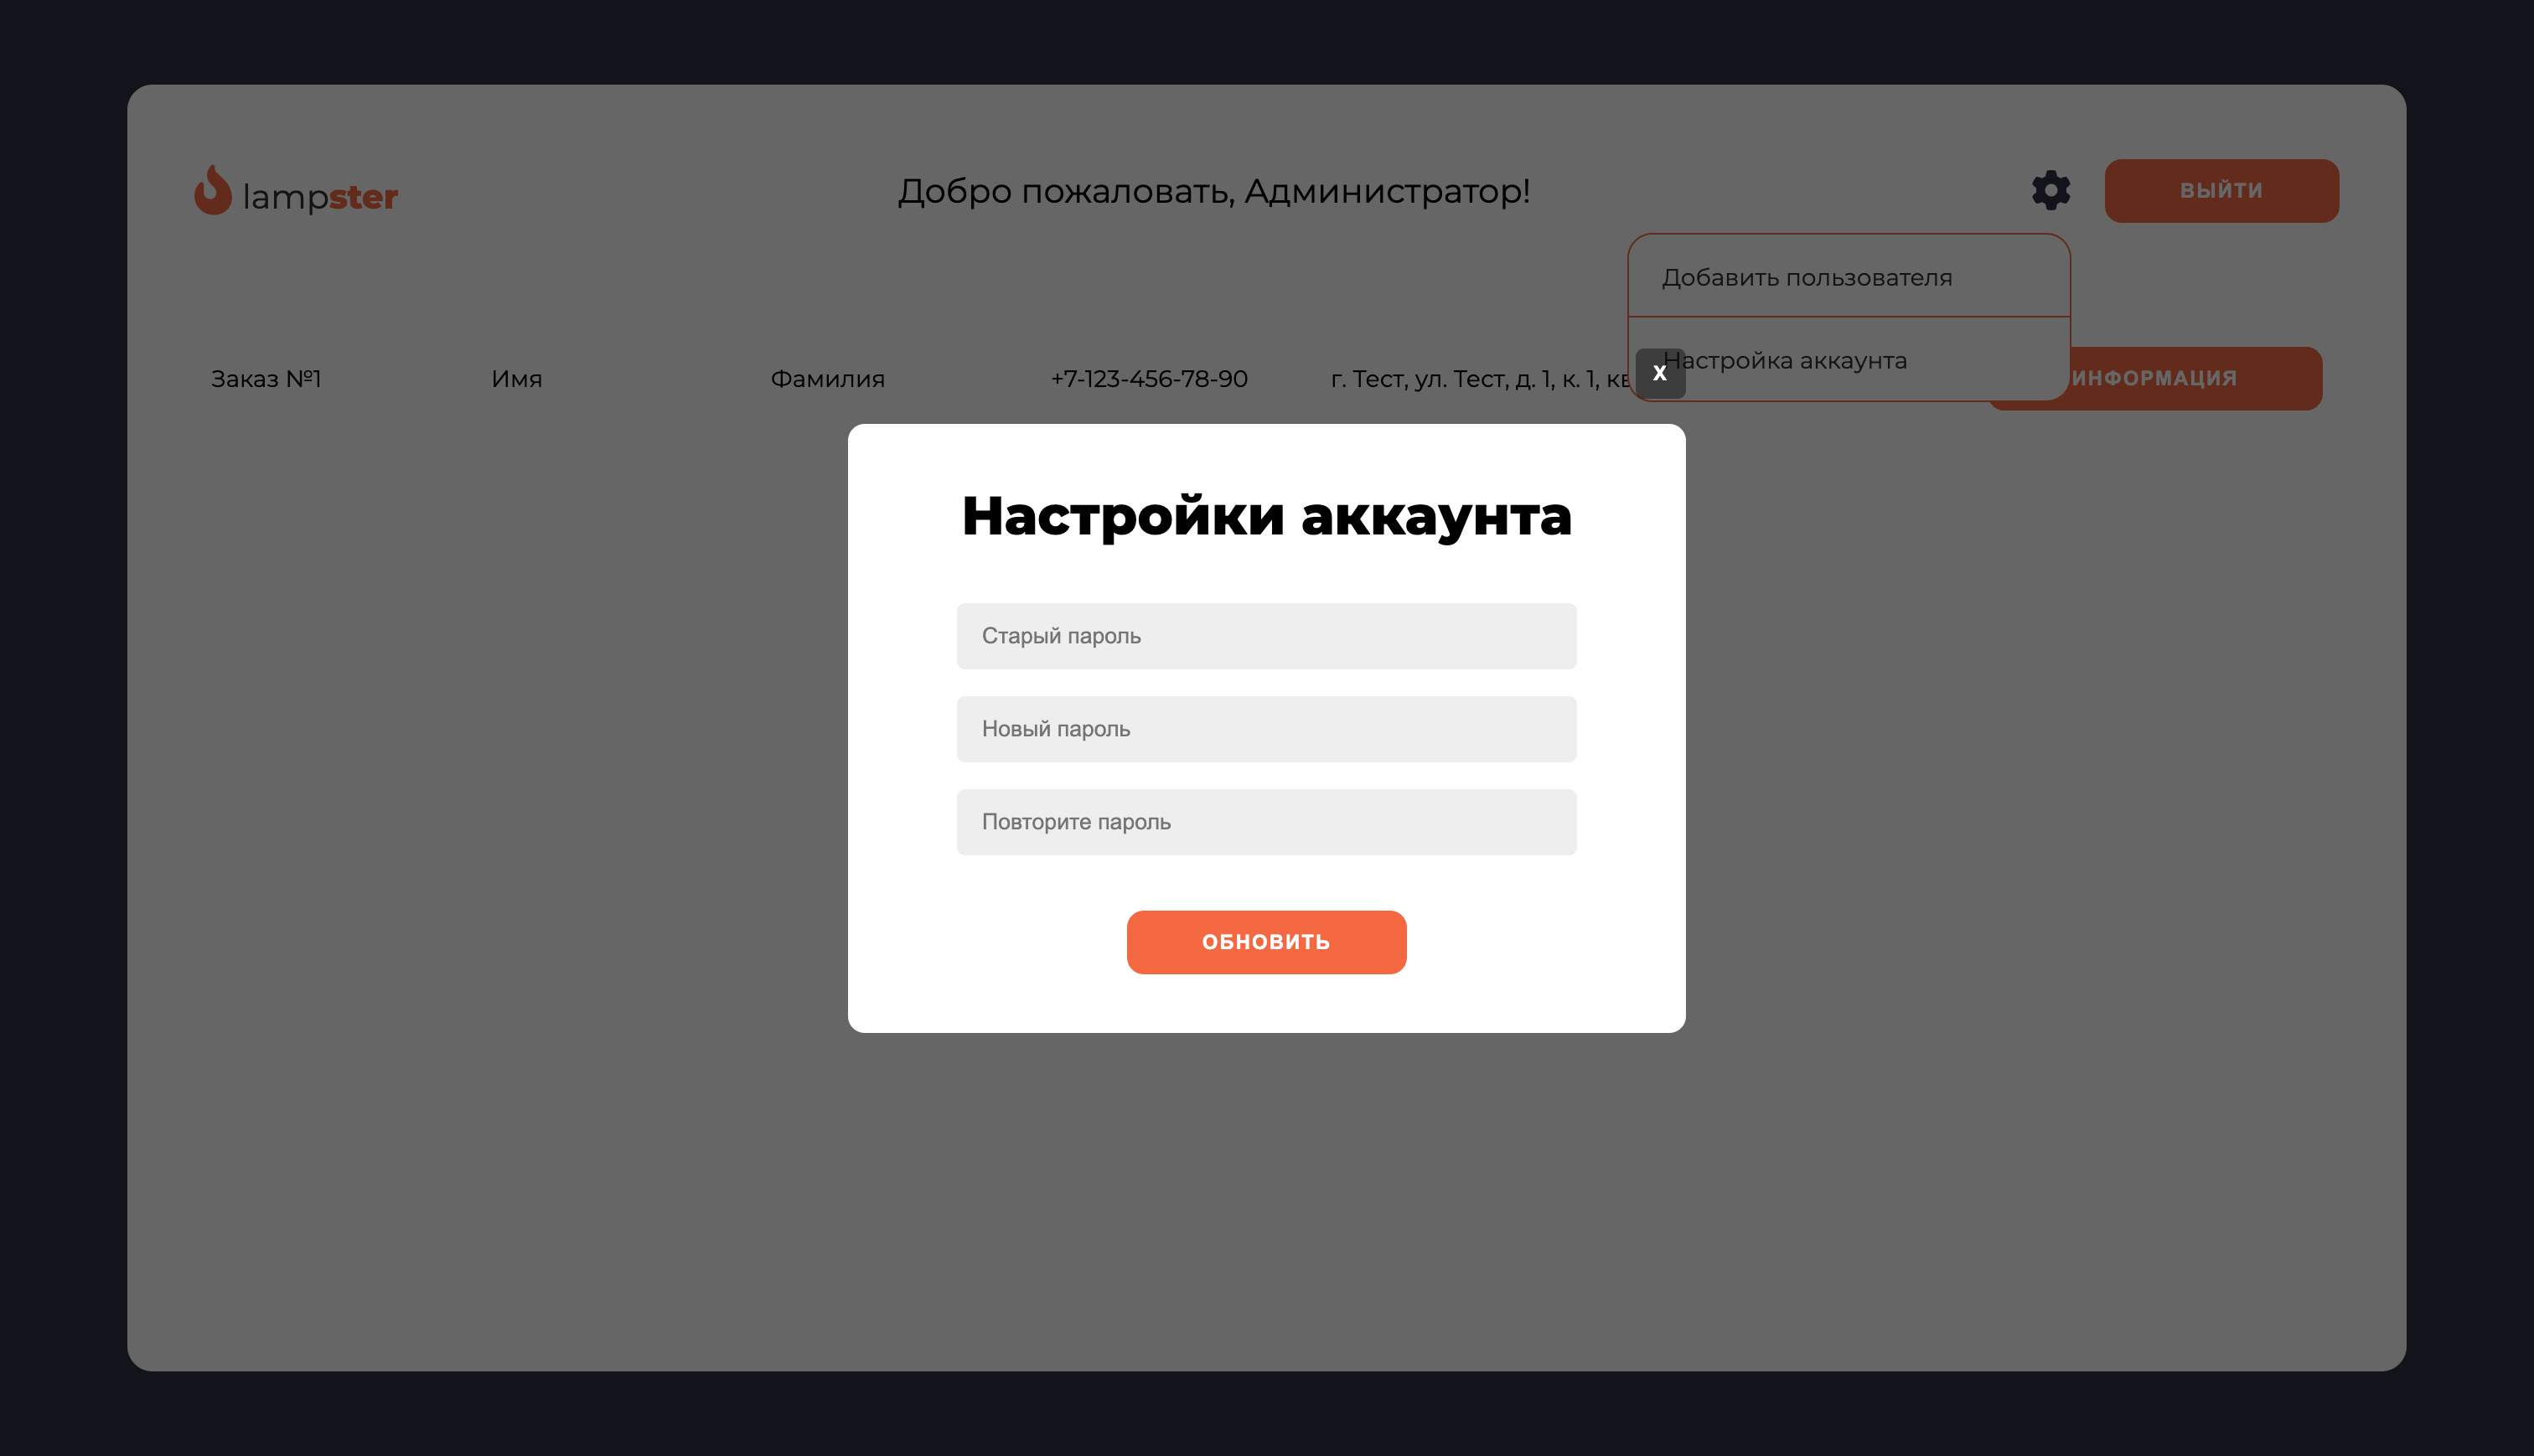 lampster
Добро пожаловать, Администратор!
ВЫЙТИ
Добавить пользователя
Настройка аккаунта
X
Заказ №1
Имя
Фамилия
+7-123-456-78-90
г. Тест, ул. Тест, д. 1, к. 1, кв
ИНФОРМАЦИЯ
Настройки аккаунта
Старый пароль
Новый пароль
Повторите пароль
ОБНОВИТЬ